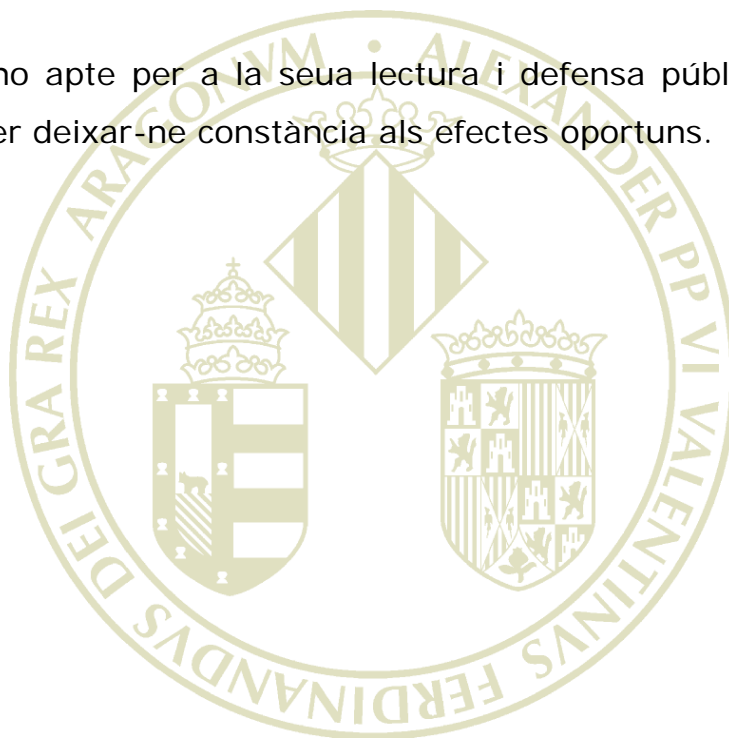 no apte per a la seua lectura i defensa públ
er deixar-ne constància als efectes oportuns.
• ALEXANDER PP VI VALENTINVS FERDINANDVS DEI GRA REX ARAGONVM